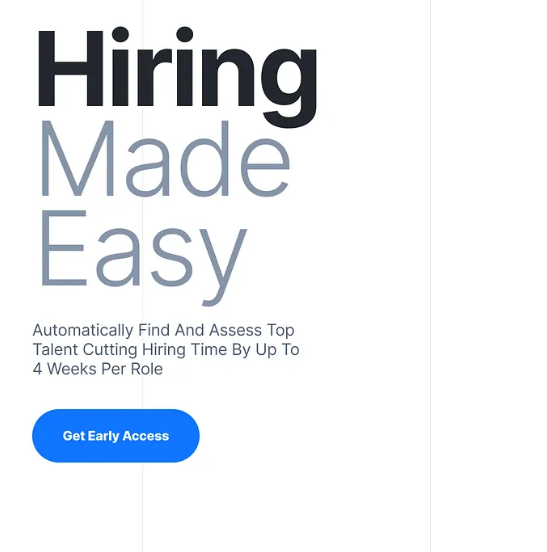 Hiring
Made
Easy
Automatically Find And Assess Top
Talent Cutting Hiring Time By Up To
4 Weeks Per Role
Get Early Access